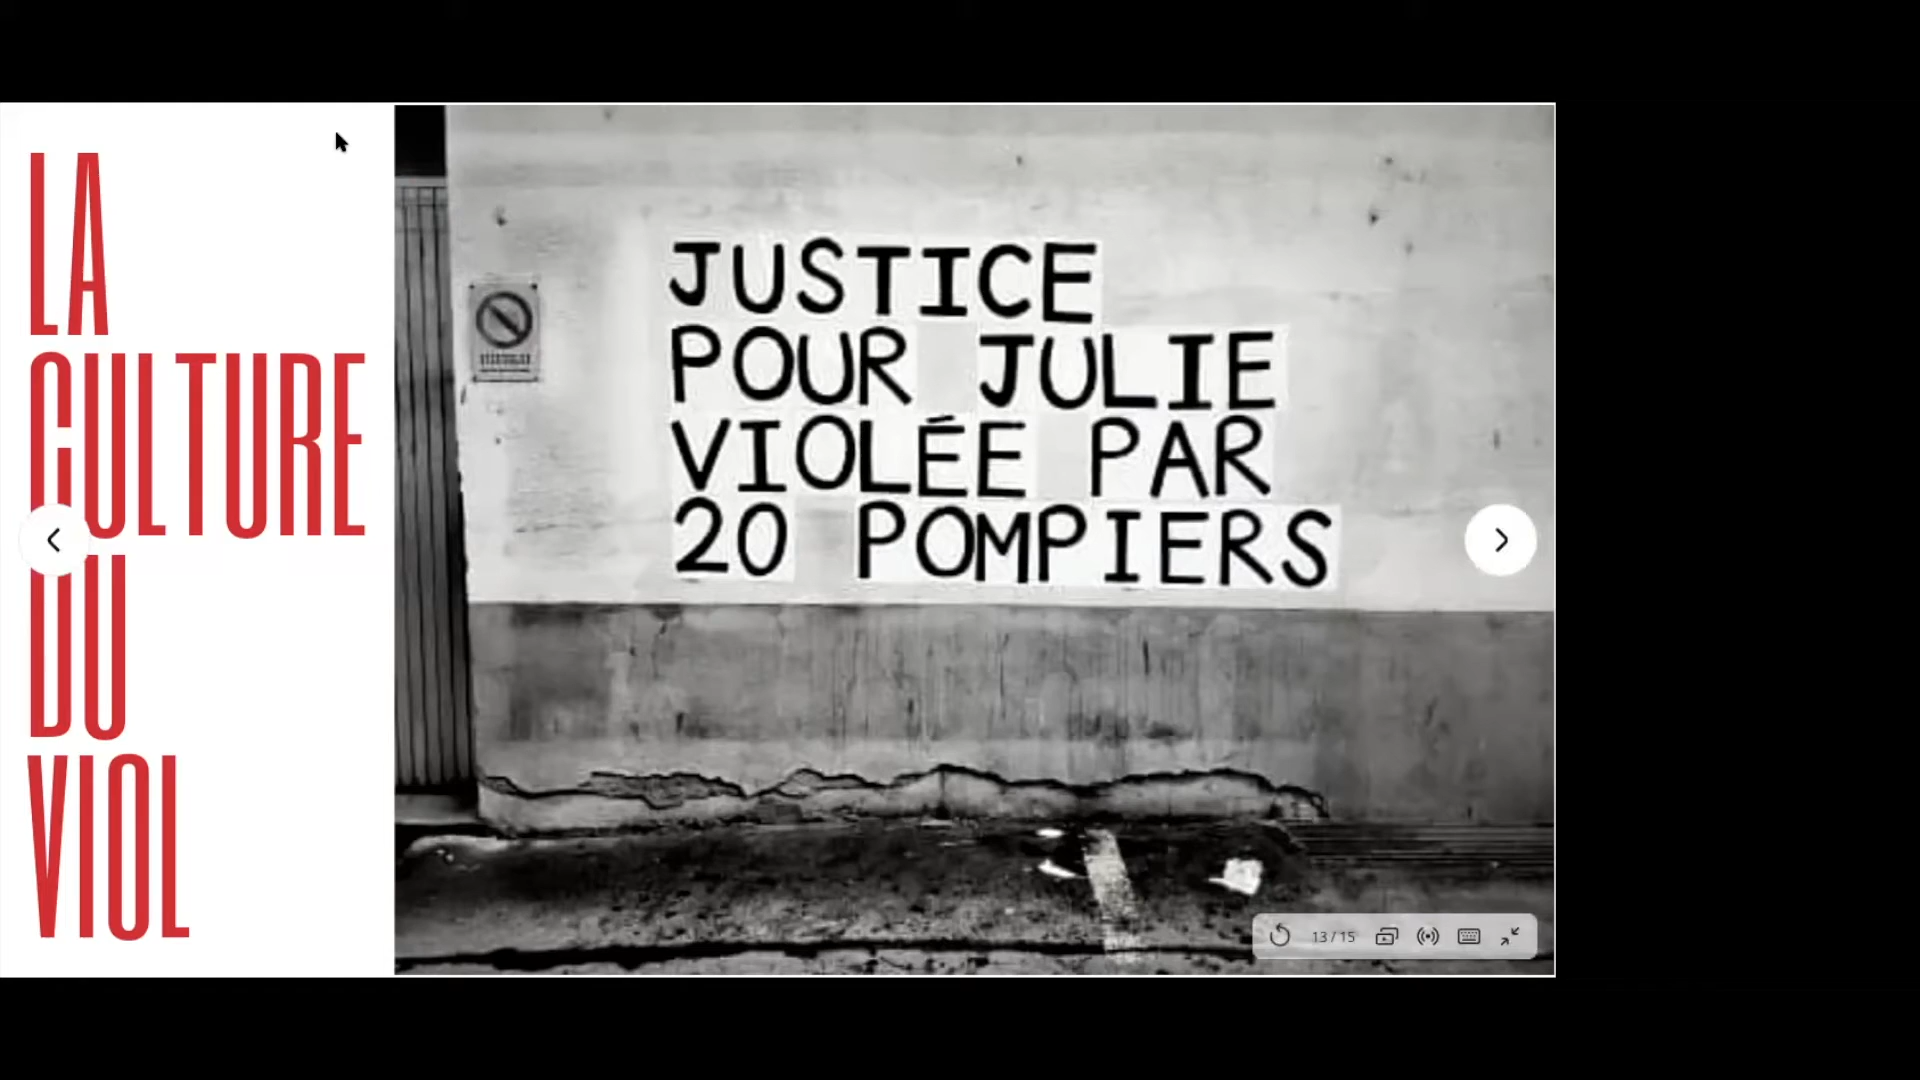 LA
CULTURE
DU
VIOL
JUSTICE
POUR JULIE
VIOLÉE PAR
20 POMPIERS
13/15